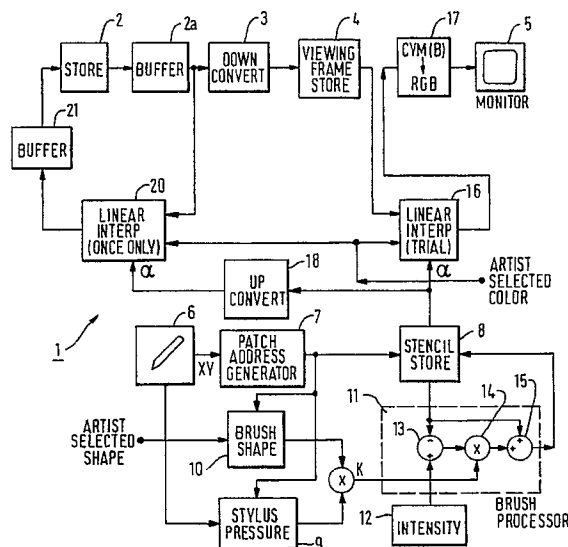 2
STORE
2a
BUFFER
3
DOWN
CONVERT
4
VIEWING
FRAME
STORE
17
CYM(B)
RGB
5
MONITOR
21
BUFFER
20
LINEAR
INTERP
(ONCE ONLY)
α
16
LINEAR
INTERP
(TRIAL)
α
18
UP
CONVERT
ARTIST
SELECTED
COLOR
1
6
XY
7
PATCH
ADDRESS
GENERATOR
8
STENCIL
STORE
ARTIST
SELECTED
SHAPE
BRUSH
SHAPE
10
X
K
11
13
14
X
15
+
+
BRUSH
PROCESSOR
STYLUS
PRESSURE
9
12
INTENSITY